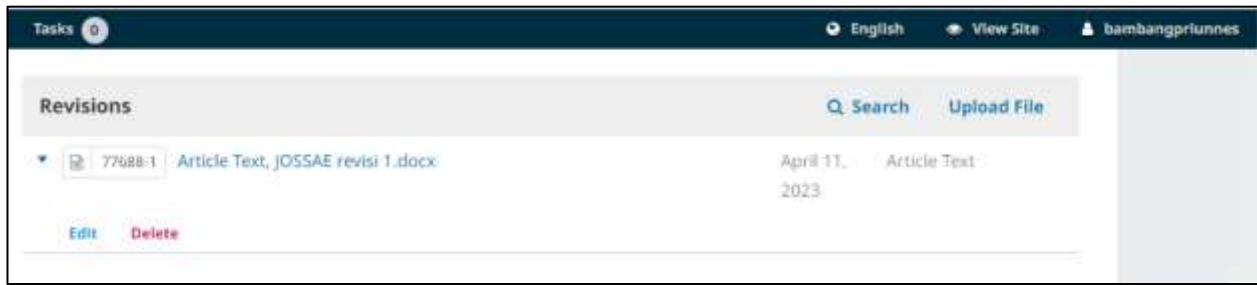 Tasks 0 English View Site bambangpriunnes
Revisions Search Upload File
77688-1 Article Text, JOSSAE revisi 1.docx April 11, Article Text
2023
Edit Delete